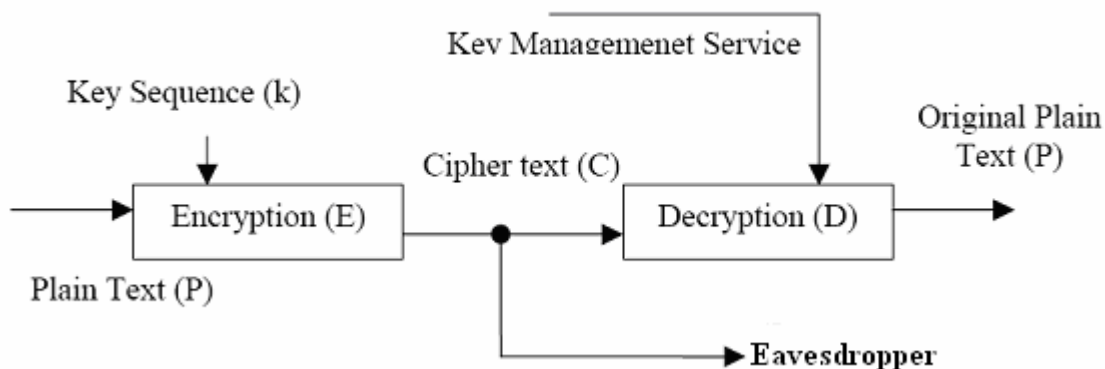 Key Managemenet Service
Key Sequence (k)
Original Plain
Text (P)
Cipher text (C)
Encryption (E)
Decryption (D)
Plain Text (P)
Eavesdropper